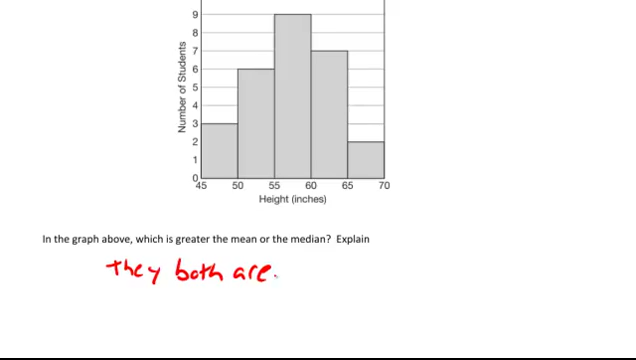 9
8
7
6
5
4
3
2
1
0
Number of Students
45 50 55 60 65 70
Height (inches)
In the graph above, which is greater the mean or the median? Explain
they both are.